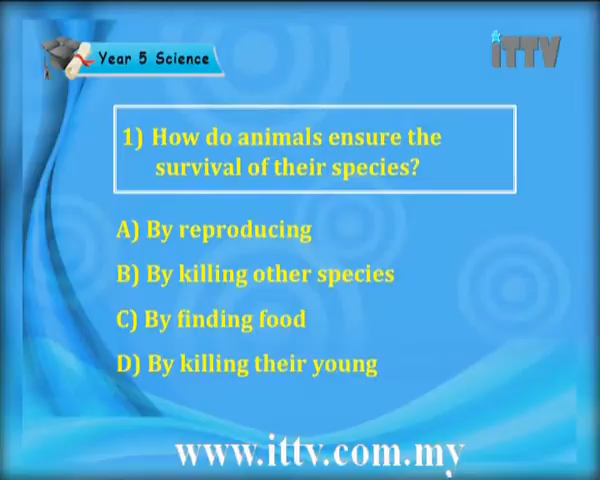 Year 5 Science
iTTV
1) How do animals ensure the
survival of their species?
A) By reproducing
B) By killing other species
C) By finding food
D) By killing their young
www.ittv.com.my